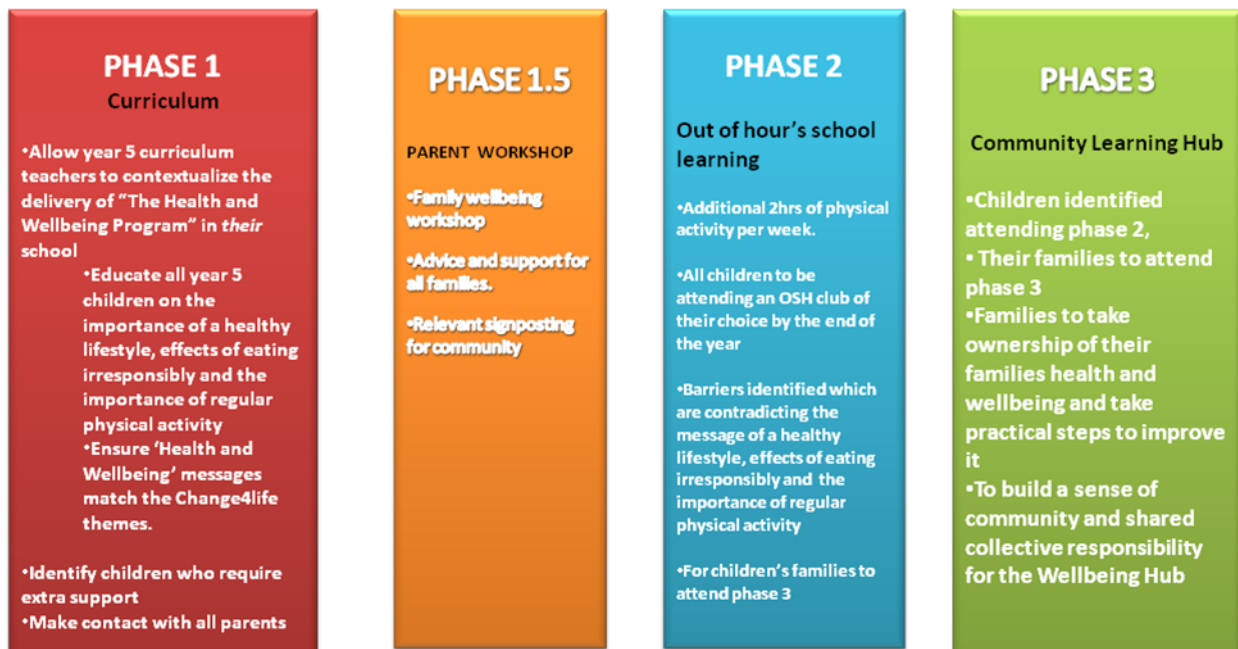 PHASE 1
Curriculum
•Allow year 5 curriculum
teachers to contextualize the
delivery of “The Health and
Wellbeing Program” in their
school
•Educate all year 5
children on the
importance of a healthy
lifestyle, effects of eating
irresponsibly and the
importance of regular
physical activity
•Ensure ‘Health and
Wellbeing’ messages
match the Change4life
themes.
•Identify children who require
extra support
•Make contact with all parents
PHASE 1.5
PARENT WORKSHOP
•Family wellbeing
workshop
•Advice and support for
all families.
•Relevant signposting
for community
PHASE 2
Out of hour’s school
learning
•Additional 2hrs of physical
activity per week.
•All children to be
attending an OSH club of
their choice by the end of
the year
•Barriers identified which
are contradicting the
message of a healthy
lifestyle, effects of eating
irresponsibly and the
importance of regular
physical activity
•For children’s families to
attend phase 3
PHASE 3
Community Learning Hub
•Children identified
attending phase 2,
• Their families to attend
phase 3
•Families to take
ownership of their
families health and
wellbeing and take
practical steps to improve
it
•To build a sense of
community and shared
collective responsibility
for the Wellbeing Hub